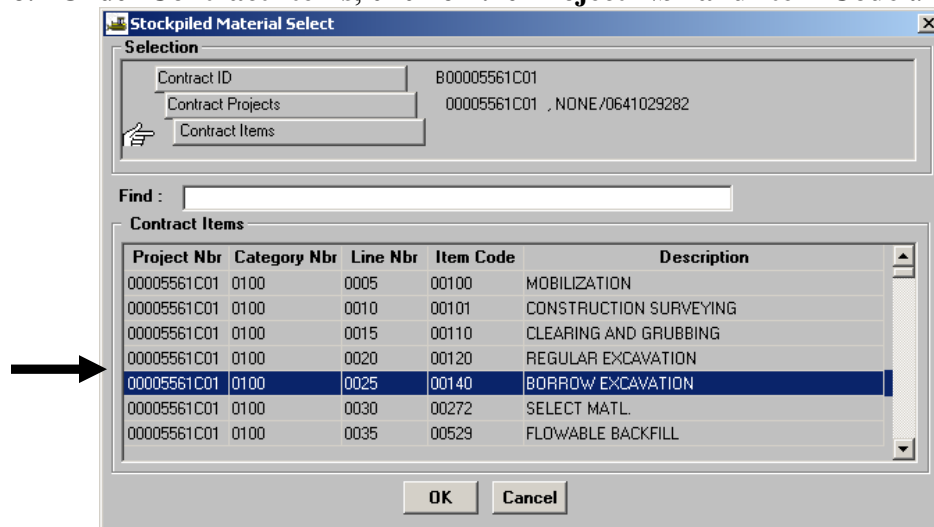 Stockpiled Material Select
Selection
Contract ID B00005561C01
Contract Projects 00005561C01 , NONE/0641029282
Contract Items
Find :
Contract Items
Project Nbr Category Nbr Line Nbr Item Code Description
00005561C01 0100 0005 00100 MOBILIZATION
00005561C01 0100 0010 00101 CONSTRUCTION SURVEYING
00005561C01 0100 0015 00110 CLEARING AND GRUBBING
00005561C01 0100 0020 00120 REGULAR EXCAVATION
00005561C01 0100 0025 00140 BORROW EXCAVATION
00005561C01 0100 0030 00272 SELECT MATL.
00005561C01 0100 0035 00529 FLOWABLE BACKFILL
OK Cancel